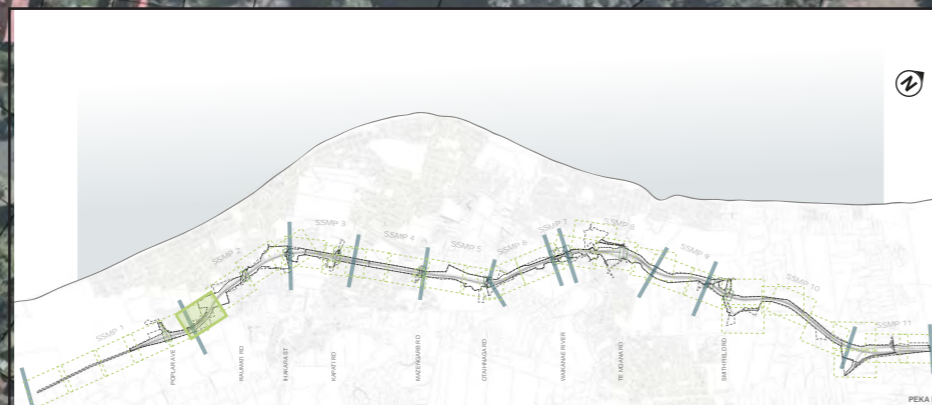 N
SSMP 1
SSMP 2
SSMP 3
SSMP 4
SSMP 5
SSMP 6
SSMP 7
SSMP 8
SSMP 9
SSMP 10
SSMP 11
POPLAR AVE
RAUMATI RD
IHAKARA ST
KAPITI RD
MAZENGARB RD
OTAIHANGA RD
WAIKANAE RIVER
TE MOANA RD
SMITHFIELD RD
PEKA